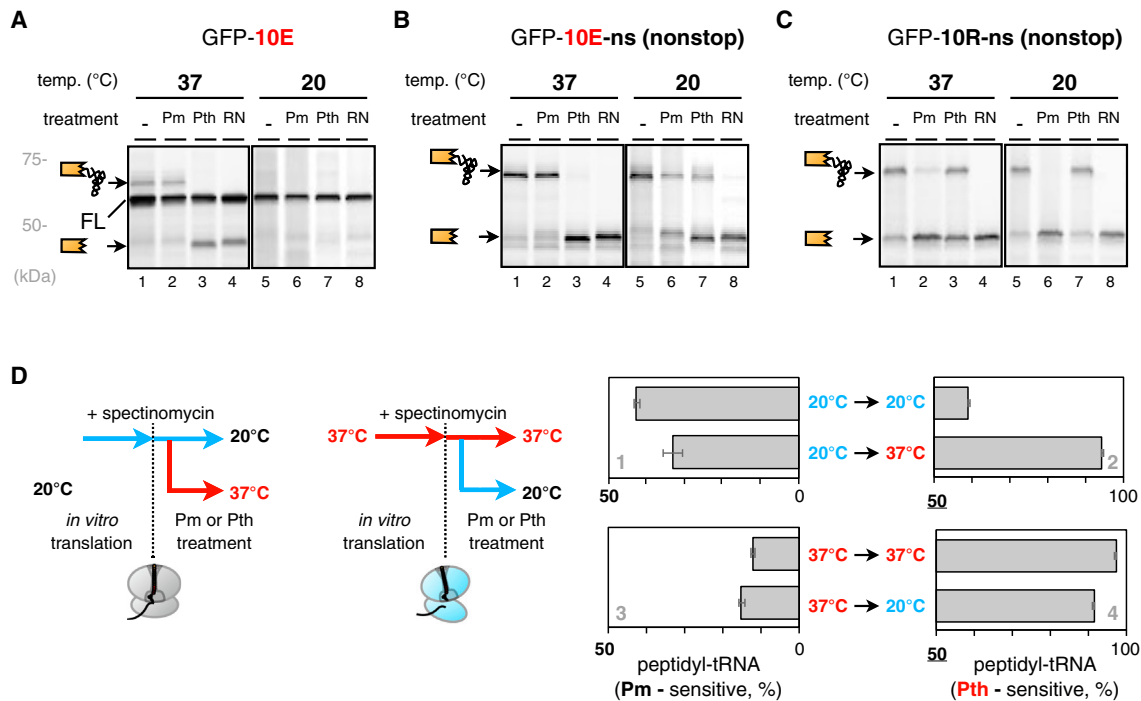 A
GFP-10E
temp. (°C)
37
20
treatment
- Pm Pth RN
- Pm Pth RN
75-
FL
50-
(kDa)
1 2 3 4
5 6 7 8
B
GFP-10E-ns (nonstop)
temp. (°C)
37
20
treatment
- Pm Pth RN
- Pm Pth RN
1 2 3 4
5 6 7 8
C
GFP-10R-ns (nonstop)
temp. (°C)
37
20
treatment
- Pm Pth RN
- Pm Pth RN
1 2 3 4
5 6 7 8
D
+ spectinomycin
20°C
37°C
20°C
in vitro
translation
Pm or Pth
treatment
+ spectinomycin
37°C
37°C
20°C
in vitro
translation
Pm or Pth
treatment
20°C → 20°C
20°C → 37°C
1
2
50
0
50
100
37°C → 37°C
37°C → 20°C
3
4
50
0
50
100
peptidyl-tRNA
(Pm - sensitive, %)
peptidyl-tRNA
(Pth - sensitive, %)